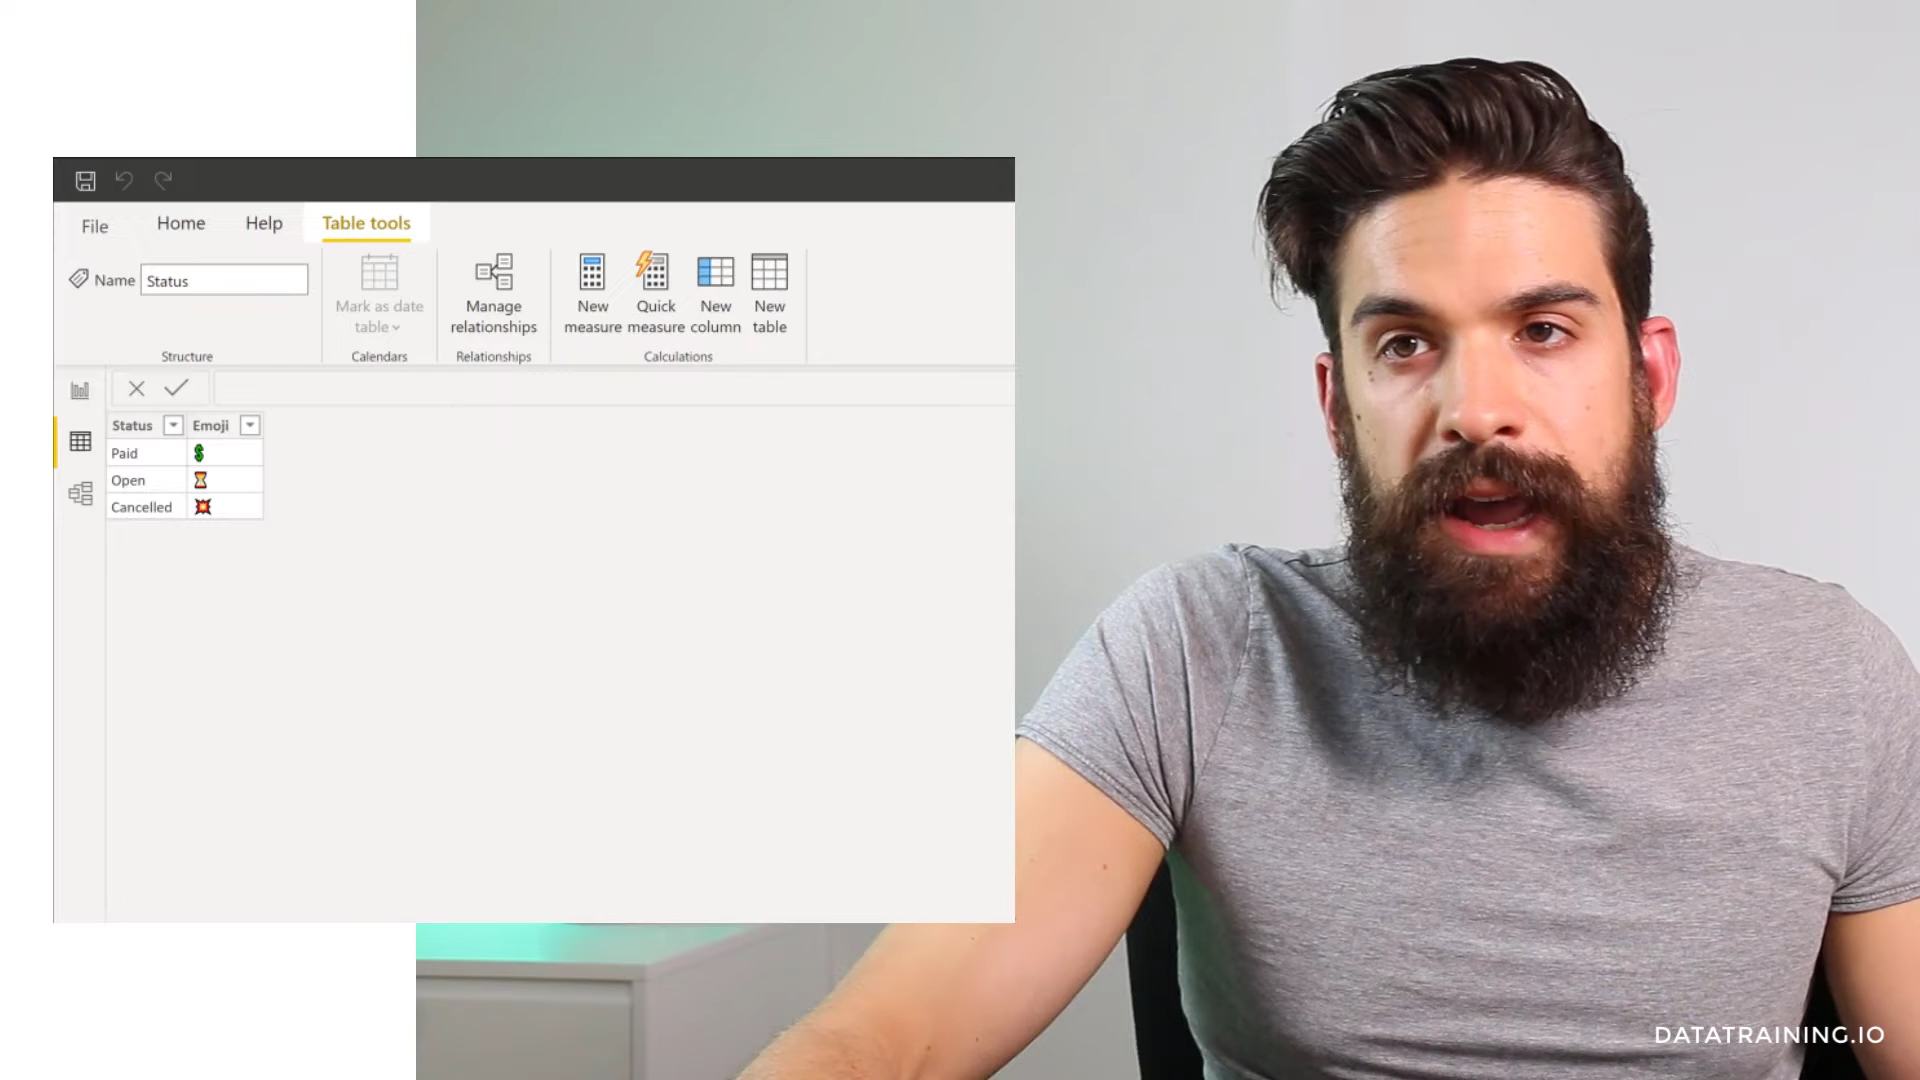 File Home Help Table tools
Name Status
Mark as date table
Manage relationships
New measure
Quick measure
New column
New table
Structure
Calendars
Relationships
Calculations
Status Emoji
Paid 💲
Open ⌛
Cancelled 💥
DATATRAINING.IO